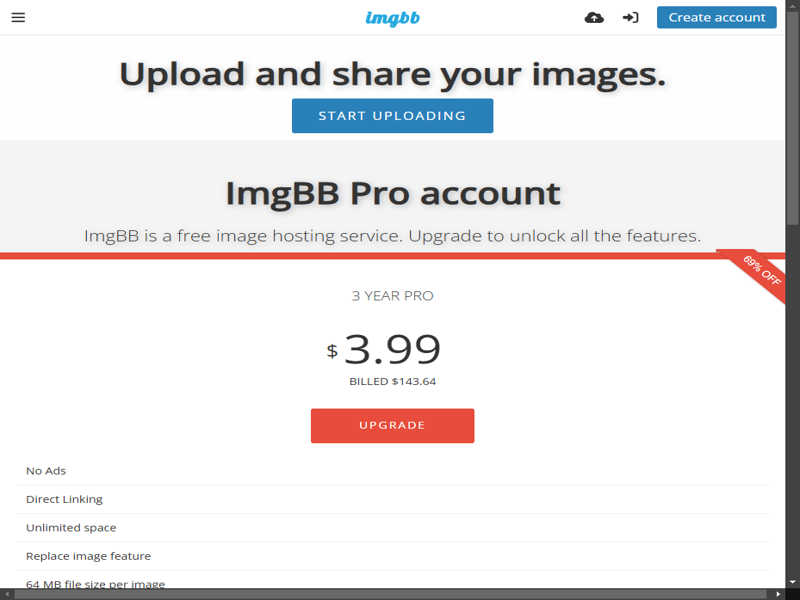 imgbb
Create account
Upload and share your images.
START UPLOADING
ImgBB Pro account
ImgBB is a free image hosting service. Upgrade to unlock all the features.
69% OFF
3 YEAR PRO
$ 3.99
BILLED $143.64
UPGRADE
No Ads
Direct Linking
Unlimited space
Replace image feature
64 MB file size per image